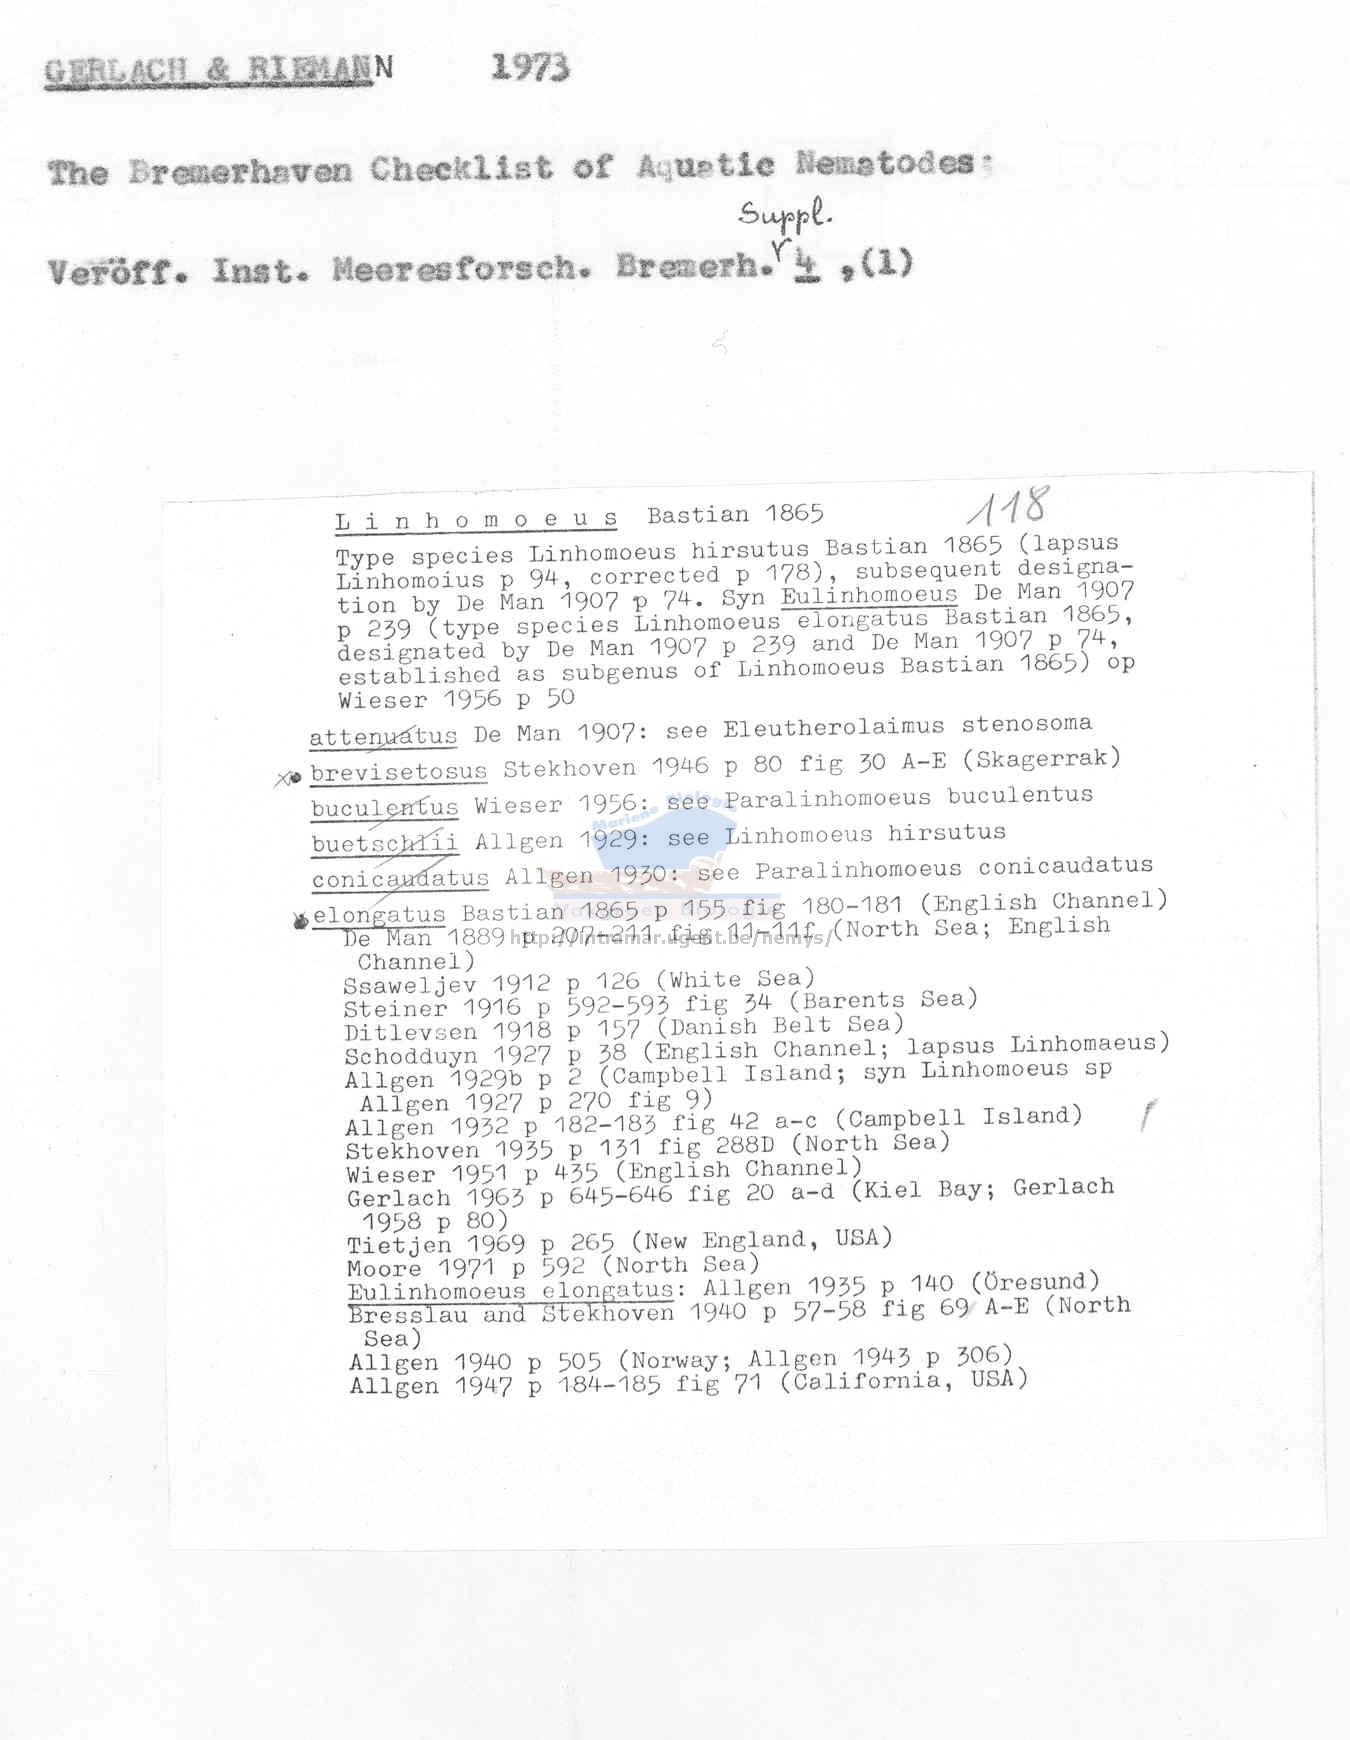 GERLACH & RIEMANN 1973
The Bremerhaven Checklist of Aquatic Nematodes:
Suppl.
Veröff. Inst. Meeresforsch. Bremerh. 4 ,(1)
118
Linhomoeus Bastian 1865
Type species Linhomoeus hirsutus Bastian 1865 (lapsus
Linhomoius p 94, corrected p 178), subsequent designa-
tion by De Man 1907 p 74. Syn Eulinhomoeus De Man 1907
p 239 (type species Linhomoeus elongatus Bastian 1865,
designated by De Man 1907 p 239 and De Man 1907 p 74,
established as subgenus of Linhomoeus Bastian 1865) op
Wieser 1956 p 50
attenuatus De Man 1907: see Eleutherolaimus stenosoma
brevisetosus Stekhoven 1946 p 80 fig 30 A-E (Skagerrak)
buculentus Wieser 1956: see Paralinhomoeus buculentus
buetschlii Allgen 1929: see Linhomoeus hirsutus
conicaudatus Allgen 1930: see Paralinhomoeus conicaudatus
elongatus Bastian 1865 p 155 fig 180-181 (English Channel)
De Man 1889 p 207-211 fig 11-11f (North Sea; English
Channel)
Ssaweljev 1912 p 126 (White Sea)
Steiner 1916 p 592-593 fig 34 (Barents Sea)
Ditlevsen 1918 p 157 (Danish Belt Sea)
Schodduyn 1927 p 38 (English Channel; lapsus Linhomaeus)
Allgen 1929b p 2 (Campbell Island; syn Linhomoeus sp
Allgen 1927 p 270 fig 9)
Allgen 1932 p 182-183 fig 42 a-c (Campbell Island)
Stekhoven 1935 p 131 fig 288D (North Sea)
Wieser 1951 p 435 (English Channel)
Gerlach 1963 p 645-646 fig 20 a-d (Kiel Bay; Gerlach
1958 p 80)
Tietjen 1969 p 265 (New England, USA)
Moore 1971 p 592 (North Sea)
Eulinhomoeus elongatus: Allgen 1935 p 140 (Öresund)
Bresslau and Stekhoven 1940 p 57-58 fig 69 A-E (North
Sea)
Allgen 1940 p 505 (Norway; Allgen 1943 p 306)
Allgen 1947 p 184-185 fig 71 (California, USA)
Mariene Biologie
http://intramar.ugent.be/nemys/